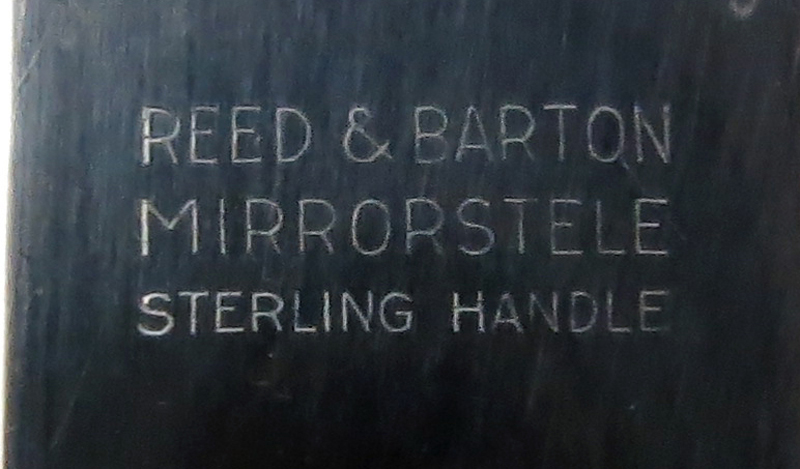 REED & BARTON
MIRRORSTELE
STERLING HANDLE